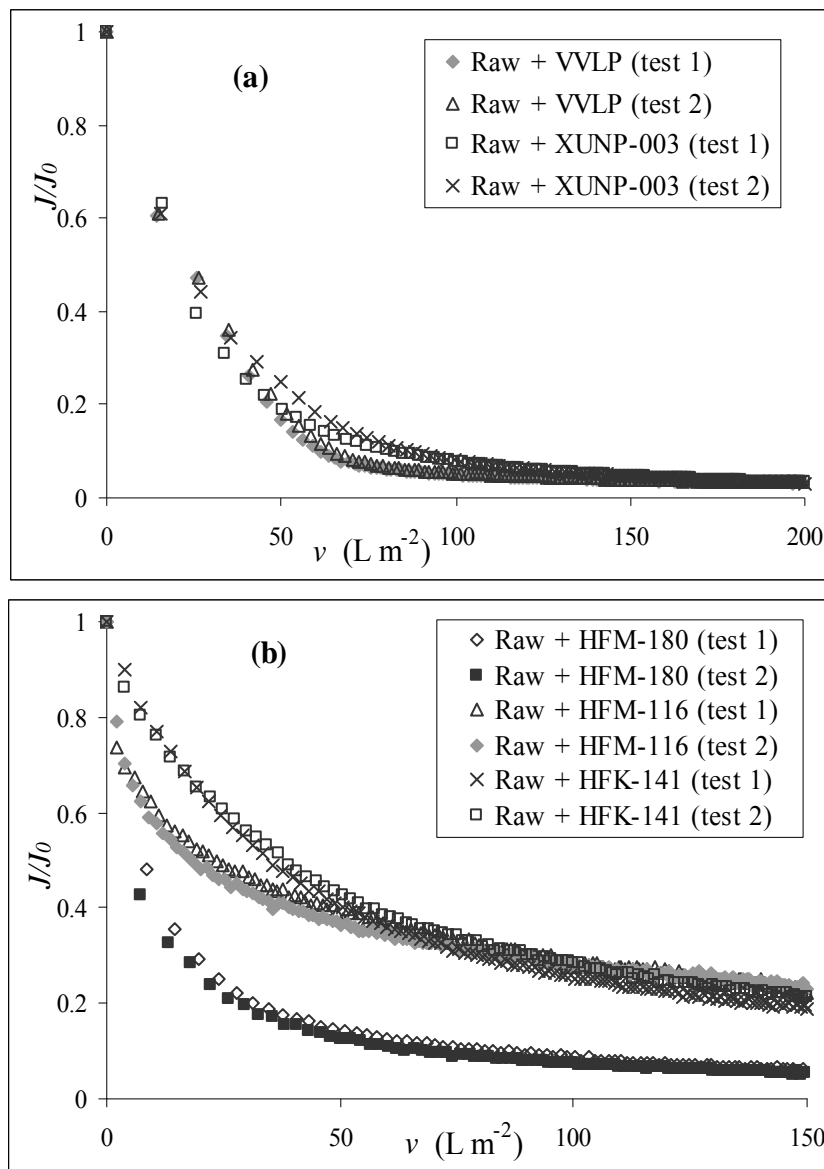 (a)
Raw + VVLP (test 1)
Raw + VVLP (test 2)
Raw + XUNP-003 (test 1)
Raw + XUNP-003 (test 2)
J/J0
1
0.8
0.6
0.4
0.2
0
0
50
100
150
200
v (L m-2)
(b)
Raw + HFM-180 (test 1)
Raw + HFM-180 (test 2)
Raw + HFM-116 (test 1)
Raw + HFM-116 (test 2)
Raw + HFK-141 (test 1)
Raw + HFK-141 (test 2)
J/J0
1
0.8
0.6
0.4
0.2
0
0
50
100
150
v (L m-2)